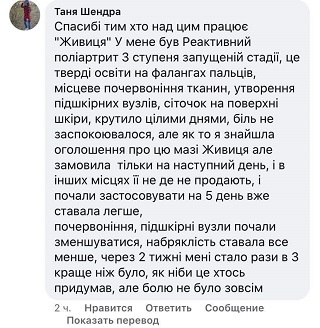 Таня Шендра
Спасибі тим хто над цим працює
"Живиця" У мене був Реактивний
поліартрит 3 ступеня запущеній стадії, це
тверді освіти на фалангах пальців,
місцеве почервоніння тканин, утворення
підшкірних вузлів, сіточок на поверхні
шкіри, крутило цілими днями, біль не
заспокоювалося, але як то я знайшла
оголошення про цю мазі Живиця але
замовила  тільки на наступний день, і в
інших місцях її не де не продають, і
почали застосовувати на 5 день вже
ставала легше,
почервоніння, підшкірні вузли почали
зменшуватися, набряклість ставала все
менше, через 2 тижні мені стало рази в 3
краще ніж було, як ніби це хтось
придумав, але болю не було зовсім
2 ч. Нравится Ответить Сообщение
Показать перевод